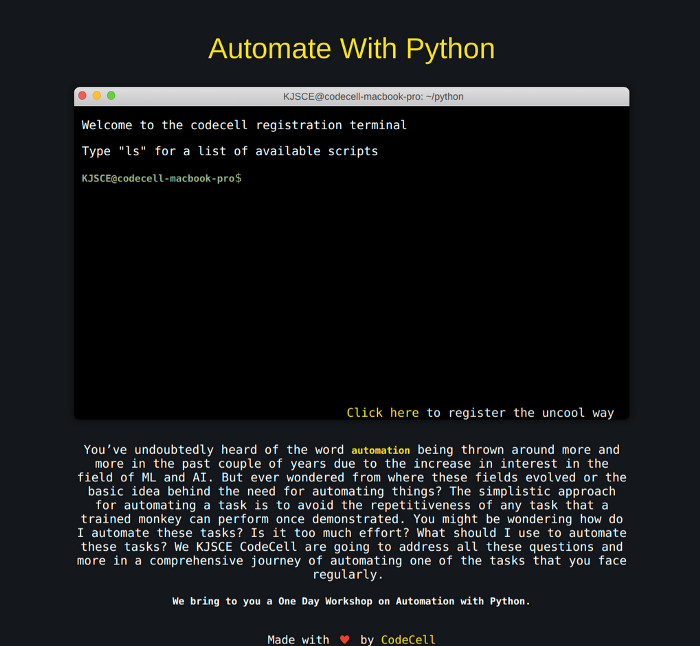 Automate With Python
KJSCE@codecell-macbook-pro: ~/python
Welcome to the codecell registration terminal
Type "ls" for a list of available scripts
KJSCE@codecell-macbook-pro$
Click here to register the uncool way
You’ve undoubtedly heard of the word automation being thrown around more and
more in the past couple of years due to the increase in interest in the
field of ML and AI. But ever wondered from where these fields evolved or the
basic idea behind the need for automating things? The simplistic approach
for automating a task is to avoid the repetitiveness of any task that a
trained monkey can perform once demonstrated. You might be wondering how do
I automate these tasks? Is it too much effort? What should I use to automate
these tasks? We KJSCE CodeCell are going to address all these questions and
more in a comprehensive journey of automating one of the tasks that you face
regularly.
We bring to you a One Day Workshop on Automation with Python.
Made with ❤ by CodeCell